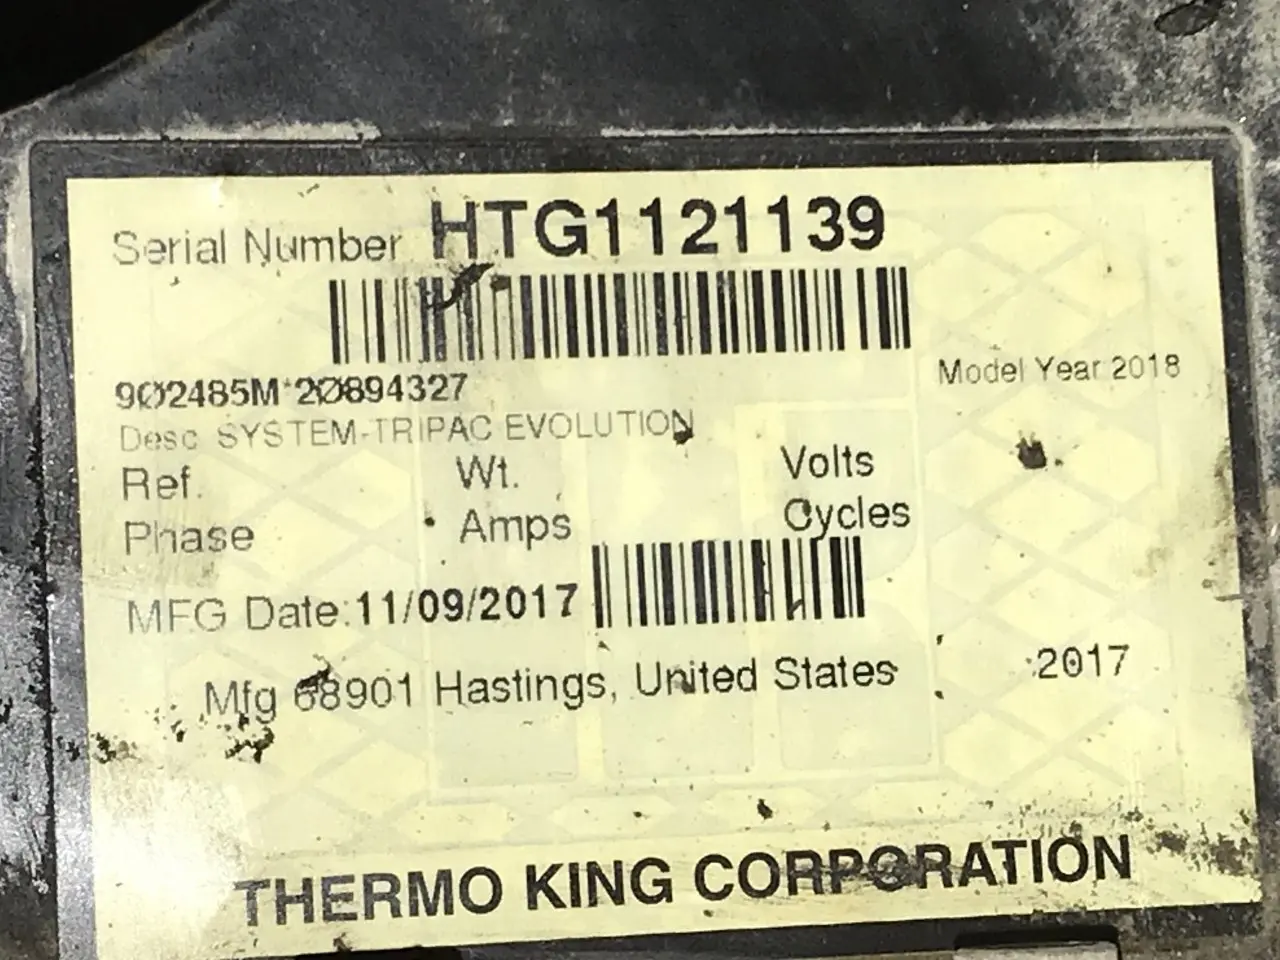 Serial Number HTG1121139
902485M*20894327
Model Year 2018
Desc SYSTEM-TRIPAC EVOLUTION
Ref. Wt. Volts
Phase Amps Cycles
MFG Date:11/09/2017
Mfg 68901 Hastings, United States 2017
THERMO KING CORPORATION